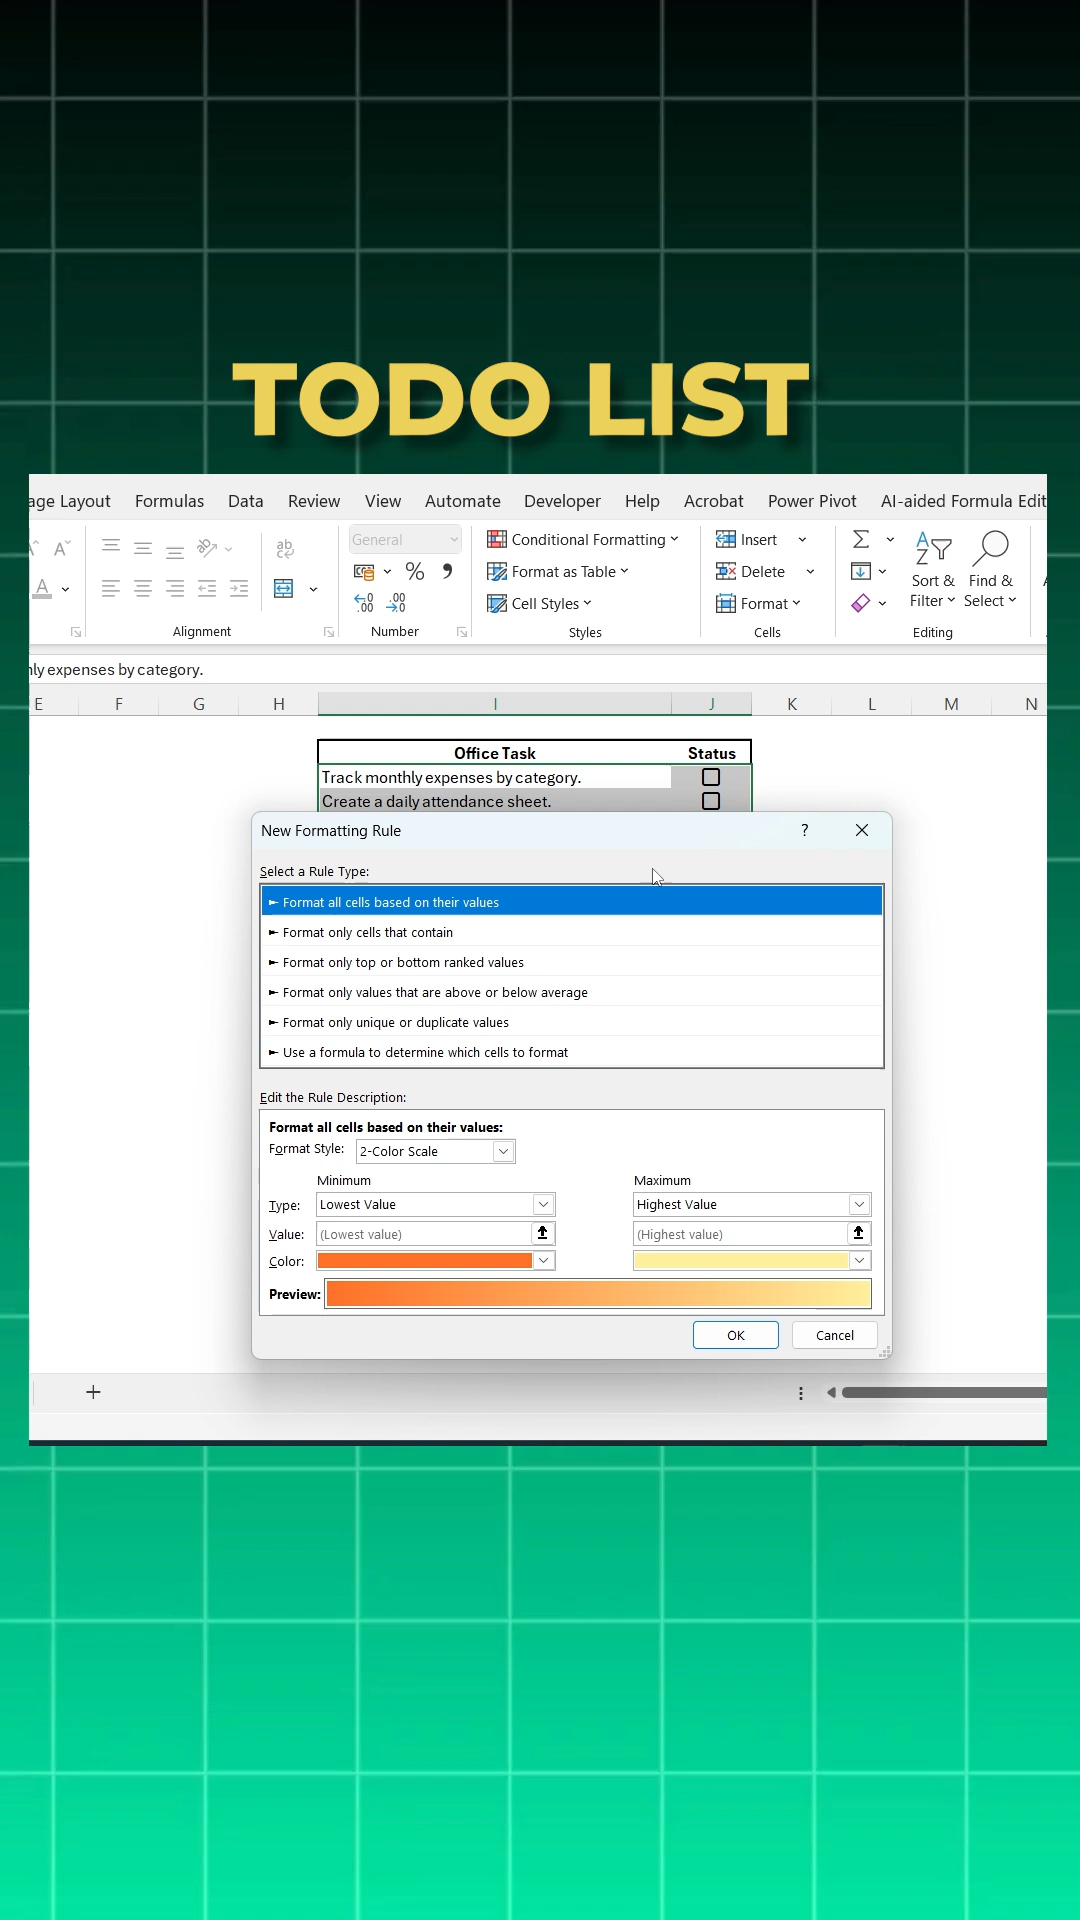 TODO LIST
age Layout Formulas Data Review View Automate Developer Help Acrobat Power Pivot AI-aided Formula Edit
General Conditional Formatting Insert
Format as Table Delete Sort & Find &
Cell Styles Format Filter Select
Alignment Number Styles Cells Editing
nly expenses by category.
E F G H I J K L M N
Office Task Status
Track monthly expenses by category.
Create a daily attendance sheet.
New Formatting Rule ?
Select a Rule Type:
► Format all cells based on their values
► Format only cells that contain
► Format only top or bottom ranked values
► Format only values that are above or below average
► Format only unique or duplicate values
► Use a formula to determine which cells to format
Edit the Rule Description:
Format all cells based on their values:
Format Style: 2-Color Scale
Minimum Maximum
Type: Lowest Value Highest Value
Value: (Lowest value) (Highest value)
Color:
Preview:
OK Cancel